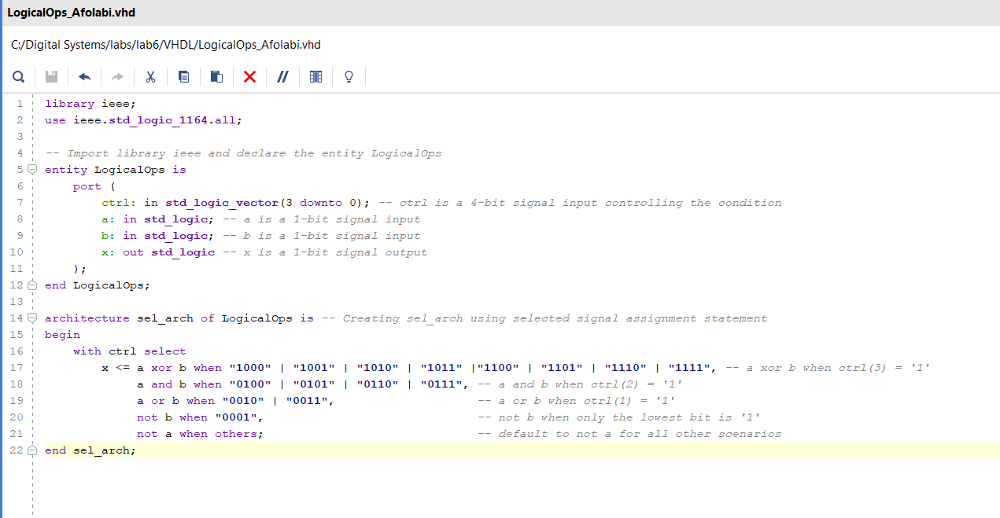 LogicalOps_Afolabi.vhd
C:/Digital Systems/labs/lab6/VHDL/LogicalOps_Afolabi.vhd
1 library ieee;
2 use ieee.std_logic_1164.all;
3
4 -- Import library ieee and declare the entity LogicalOps
5 entity LogicalOps is
6     port (
7         ctrl: in std_logic_vector(3 downto 0); -- ctrl is a 4-bit signal input controlling the condition
8         a: in std_logic; -- a is a 1-bit signal input
9         b: in std_logic; -- b is a 1-bit signal input
10         x: out std_logic -- x is a 1-bit signal output
11     );
12 end LogicalOps;
13
14 architecture sel_arch of LogicalOps is -- Creating sel_arch using selected signal assignment statement
15 begin
16     with ctrl select
17         x <= a xor b when "1000" | "1001" | "1010" | "1011" |"1100" | "1101" | "1110" | "1111", -- a xor b when ctrl(3) = '1'
18              a and b when "0100" | "0101" | "0110" | "0111", -- a and b when ctrl(2) = '1'
19              a or b when "0010" | "0011",                    -- a or b when ctrl(1) = '1'
20              not b when "0001",                              -- not b when only the lowest bit is '1'
21              not a when others;                              -- default to not a for all other scenarios
22 end sel_arch;